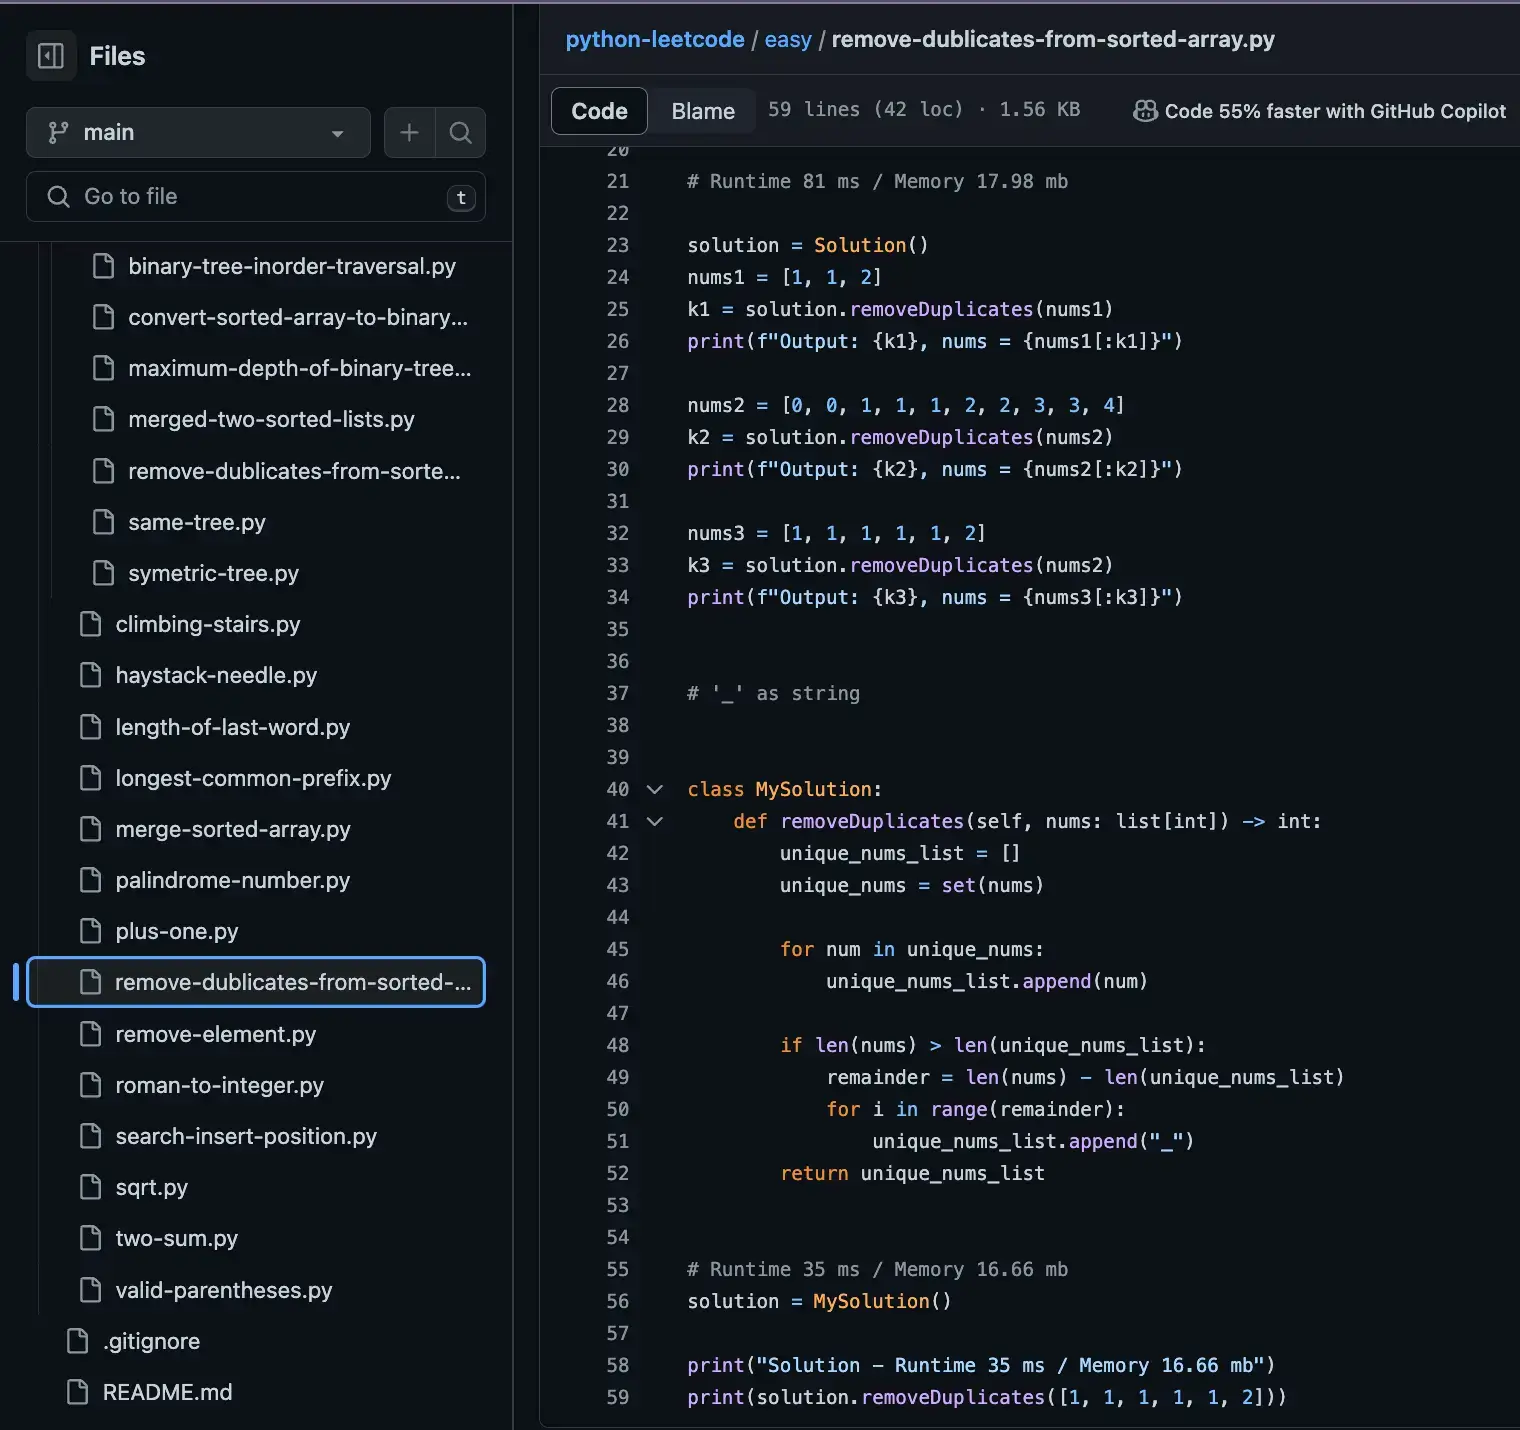 Files
main
Go to file
t
binary-tree-inorder-traversal.py
convert-sorted-array-to-binary...
maximum-depth-of-binary-tree...
merged-two-sorted-lists.py
remove-dublicates-from-sorte...
same-tree.py
symetric-tree.py
climbing-stairs.py
haystack-needle.py
length-of-last-word.py
longest-common-prefix.py
merge-sorted-array.py
palindrome-number.py
plus-one.py
remove-dublicates-from-sorted-...
remove-element.py
roman-to-integer.py
search-insert-position.py
sqrt.py
two-sum.py
valid-parentheses.py
.gitignore
README.md
python-leetcode / easy / remove-dublicates-from-sorted-array.py
Code Blame 59 lines (42 loc) · 1.56 KB Code 55% faster with GitHub Copilot
20
21 # Runtime 81 ms / Memory 17.98 mb
22
23 solution = Solution()
24 nums1 = [1, 1, 2]
25 k1 = solution.removeDuplicates(nums1)
26 print(f"Output: {k1}, nums = {nums1[:k1]}")
27
28 nums2 = [0, 0, 1, 1, 1, 2, 2, 3, 3, 4]
29 k2 = solution.removeDuplicates(nums2)
30 print(f"Output: {k2}, nums = {nums2[:k2]}")
31
32 nums3 = [1, 1, 1, 1, 1, 2]
33 k3 = solution.removeDuplicates(nums2)
34 print(f"Output: {k3}, nums = {nums3[:k3]}")
35
36
37 # '_' as string
38
39
40 class MySolution:
41     def removeDuplicates(self, nums: list[int]) -> int:
42         unique_nums_list = []
43         unique_nums = set(nums)
44
45         for num in unique_nums:
46             unique_nums_list.append(num)
47
48         if len(nums) > len(unique_nums_list):
49             remainder = len(nums) - len(unique_nums_list)
50             for i in range(remainder):
51                 unique_nums_list.append("_")
52         return unique_nums_list
53
54
55 # Runtime 35 ms / Memory 16.66 mb
56 solution = MySolution()
57
58 print("Solution - Runtime 35 ms / Memory 16.66 mb")
59 print(solution.removeDuplicates([1, 1, 1, 1, 1, 2]))